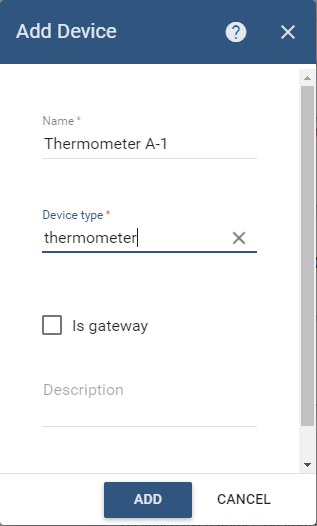 Add Device
Name *
Thermometer A-1
Device type *
thermometer
Is gateway
Description
ADD CANCEL